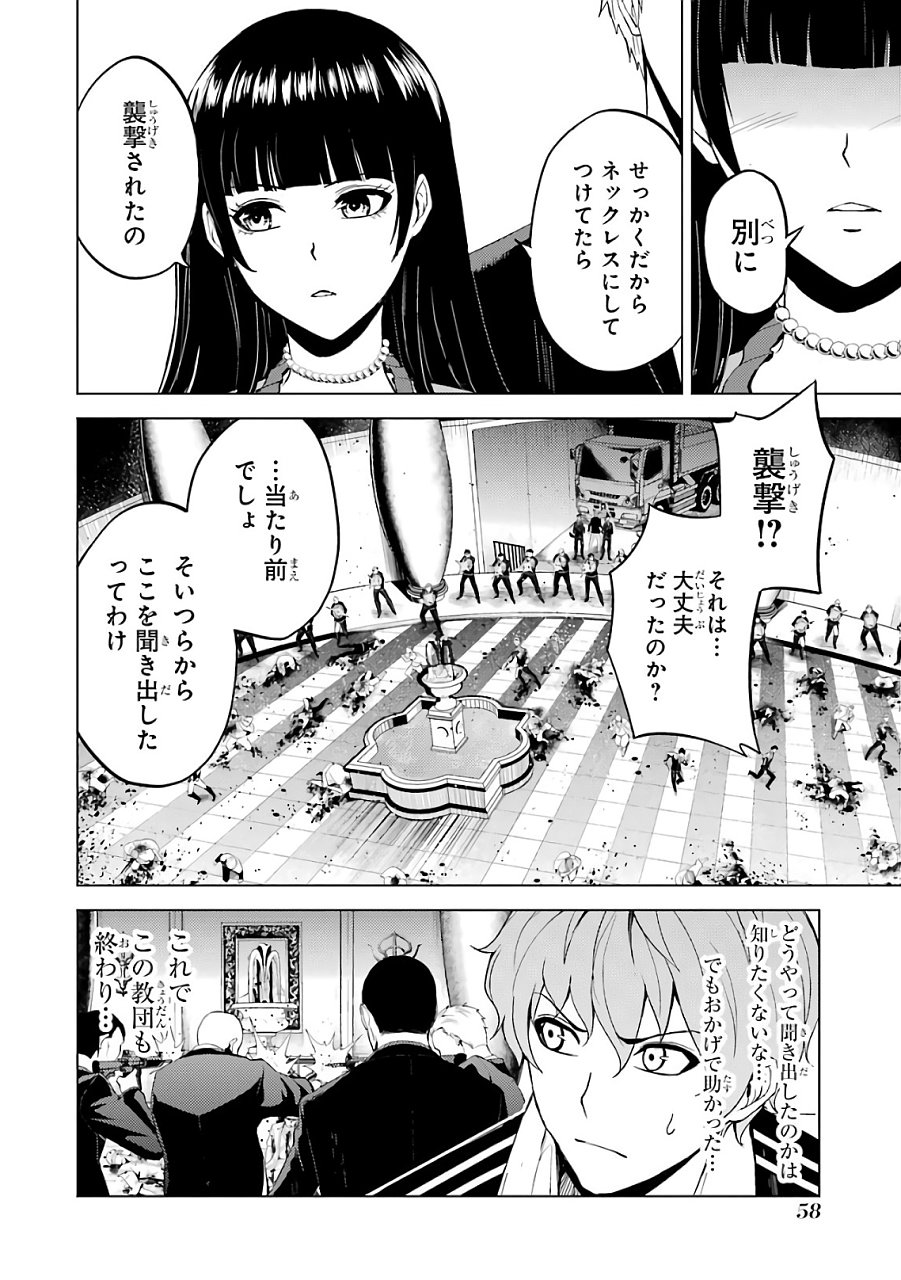 別に
せっかくだから
ネックレスにして
つけてたら
襲撃されたの
襲撃!?
それは…
大丈夫
だったのか?
…当たり前
でしょ
そいつらから
ここを聞き出した
ってわけ
どうやって聞き出したのかは
知りたくないな…
でもおかげで助かった…
これで
この教団も
終わり…
58